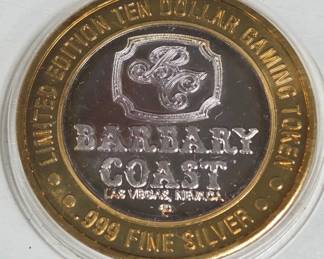 LIMITED EDITION TEN DOLLAR GAMING TOKEN
BC
BARBARY
COAST
LAS VEGAS, NEVADA
.999 FINE SILVER